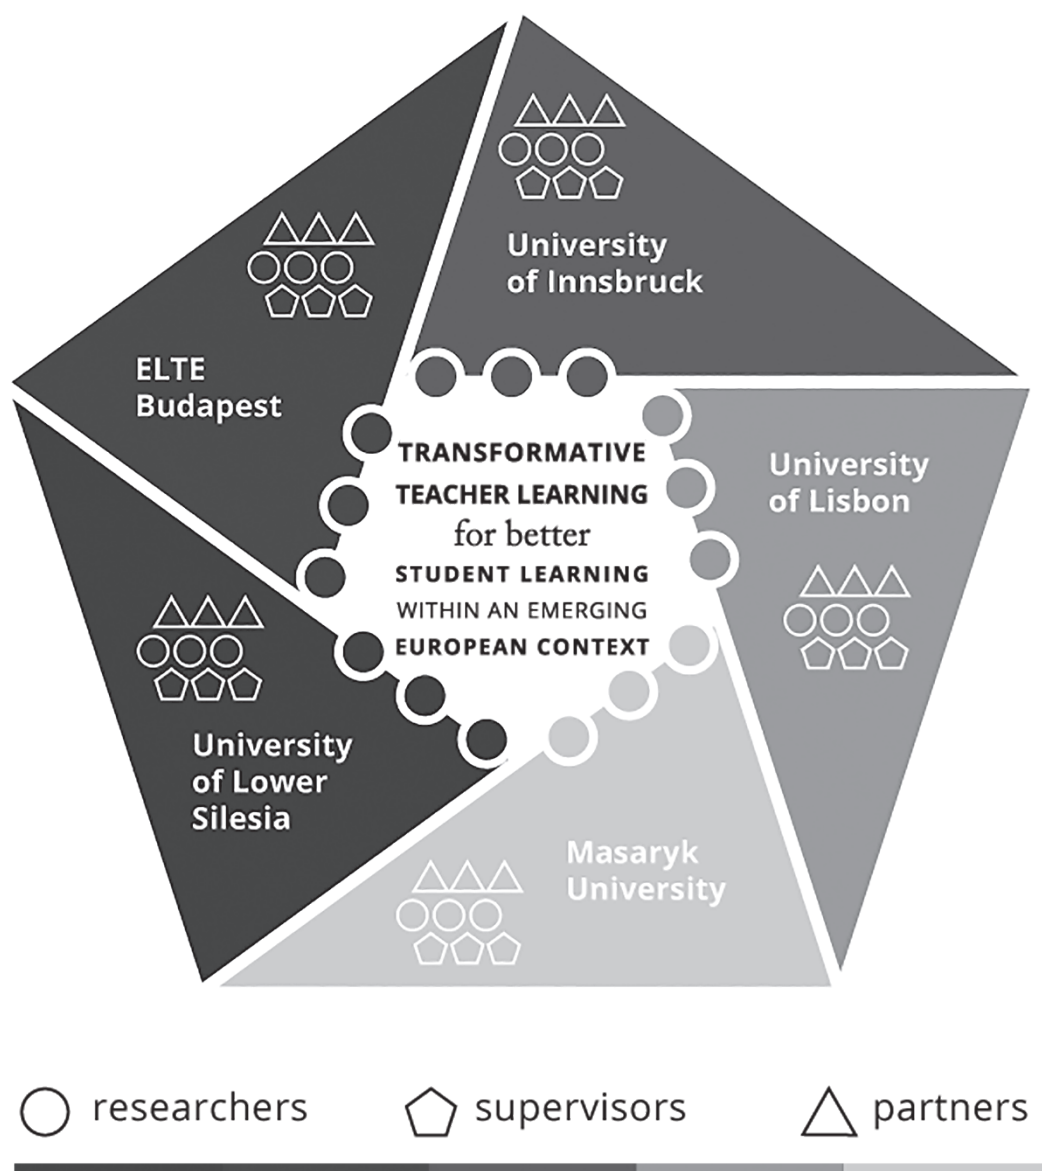 University
of Innsbruck
ELTE
Budapest
University
of Lisbon
TRANSFORMATIVE
TEACHER LEARNING
for better
STUDENT LEARNING
WITHIN AN EMERGING
EUROPEAN CONTEXT
University
of Lower
Silesia
Masaryk
University
researchers
supervisors
partners